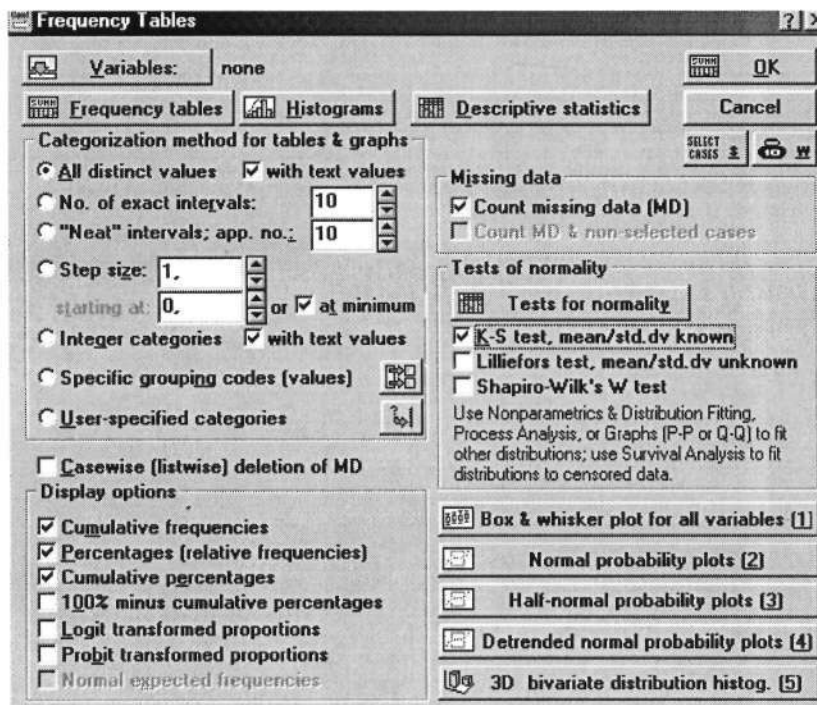 Frequency Tables
Variables: none
OK
Frequency tables Histograms Descriptive statistics
Cancel
SELECT CASES S W
Categorization method for tables & graphs
All distinct values with text values
No. of exact intervals: 10
"Neat" intervals; app. no.: 10
Step size: 1,
starting at: 0, or at minimum
Integer categories with text values
Specific grouping codes (values)
User-specified categories
Casewise (listwise) deletion of MD
Display options
Cumulative frequencies
Percentages (relative frequencies)
Cumulative percentages
100% minus cumulative percentages
Logit transformed proportions
Probit transformed proportions
Normal expected frequencies
Missing data
Count missing data (MD)
Count MD & non-selected cases
Tests of normality
Tests for normality
K-S test, mean/std.dv known
Lilliefors test, mean/std.dv unknown
Shapiro-Wilk's W test
Use Nonparametrics & Distribution Fitting,
Process Analysis, or Graphs (P-P or Q-Q) to fit
other distributions; use Survival Analysis to fit
distributions to censored data.
Box & whisker plot for all variables (1)
Normal probability plots (2)
Half-normal probability plots (3)
Detrended normal probability plots (4)
3D bivariate distribution histog. (5)